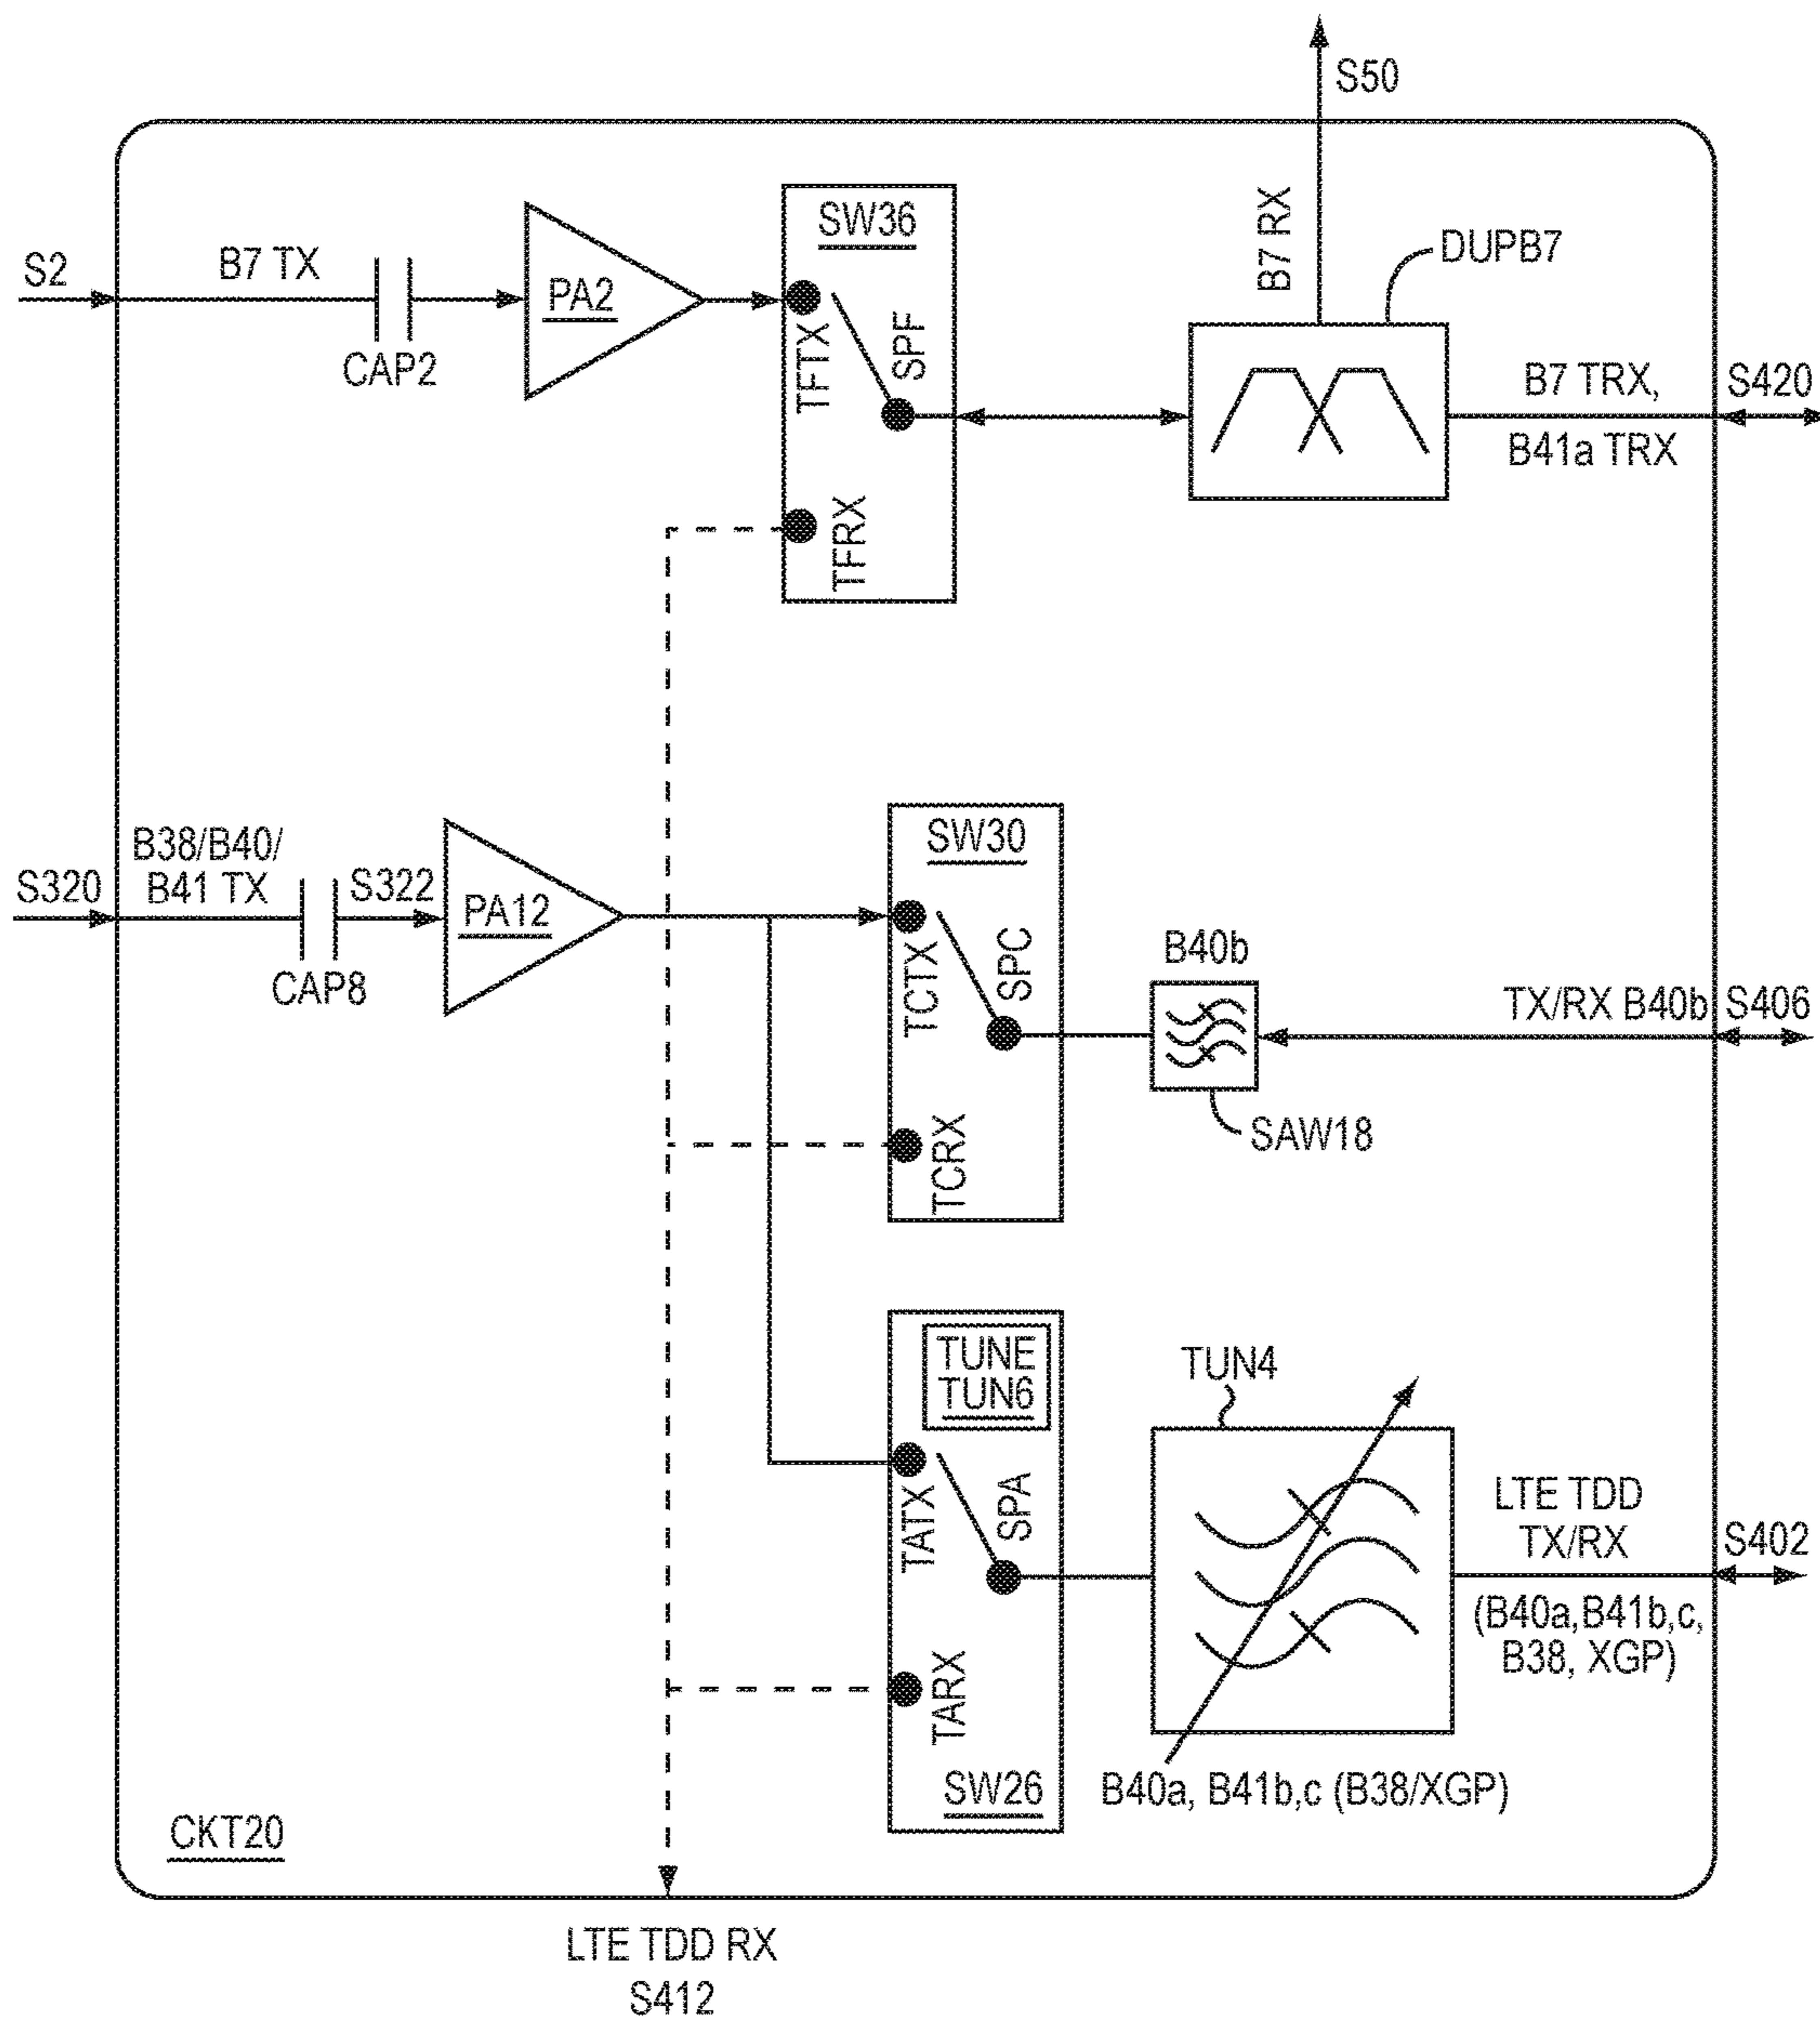 S50
SW36
B7 RX
DUPB7
S2
B7 TX
PA2
CAP2
TFTX
SPF
B7 TRX,
B41a TRX
S420
TFRX
B38/B40/
B41 TX
S320
S322
PA12
CAP8
SW30
TCTX
SPC
B40b
TX/RX B40b
S406
SAW18
TCRX
TUNE
TUN6
TUN4
TATX
SPA
LTE TDD
TX/RX
S402
(B40a,B41b,c,
B38, XGP)
TARX
SW26
B40a, B41b,c (B38/XGP)
CKT20
LTE TDD RX
S412